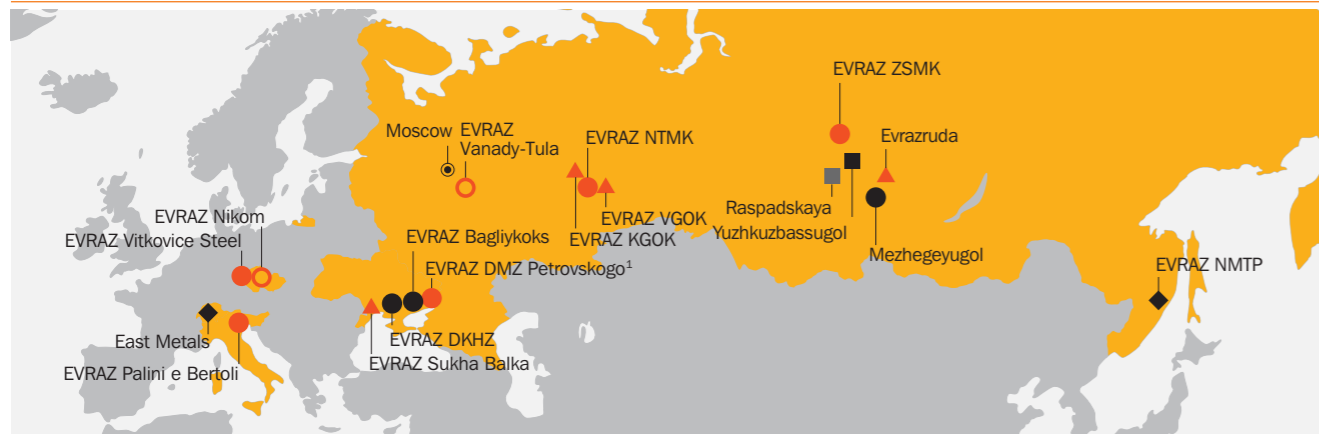 EVRAZ ZSMK
Moscow
EVRAZ
Vanady-Tula
EVRAZ NTMK
Evrazruda
EVRAZ Nikom
EVRAZ VGOK
Raspadskaya
EVRAZ Vitkovice Steel
EVRAZ Bagliykoks
EVRAZ KGOK
Yuzhkuzbassugol
Mezhegeyugol
EVRAZ DMZ Petrovskogo¹
EVRAZ NMTP
East Metals
EVRAZ DKHZ
EVRAZ Sukha Balka
EVRAZ Palini e Bertoli